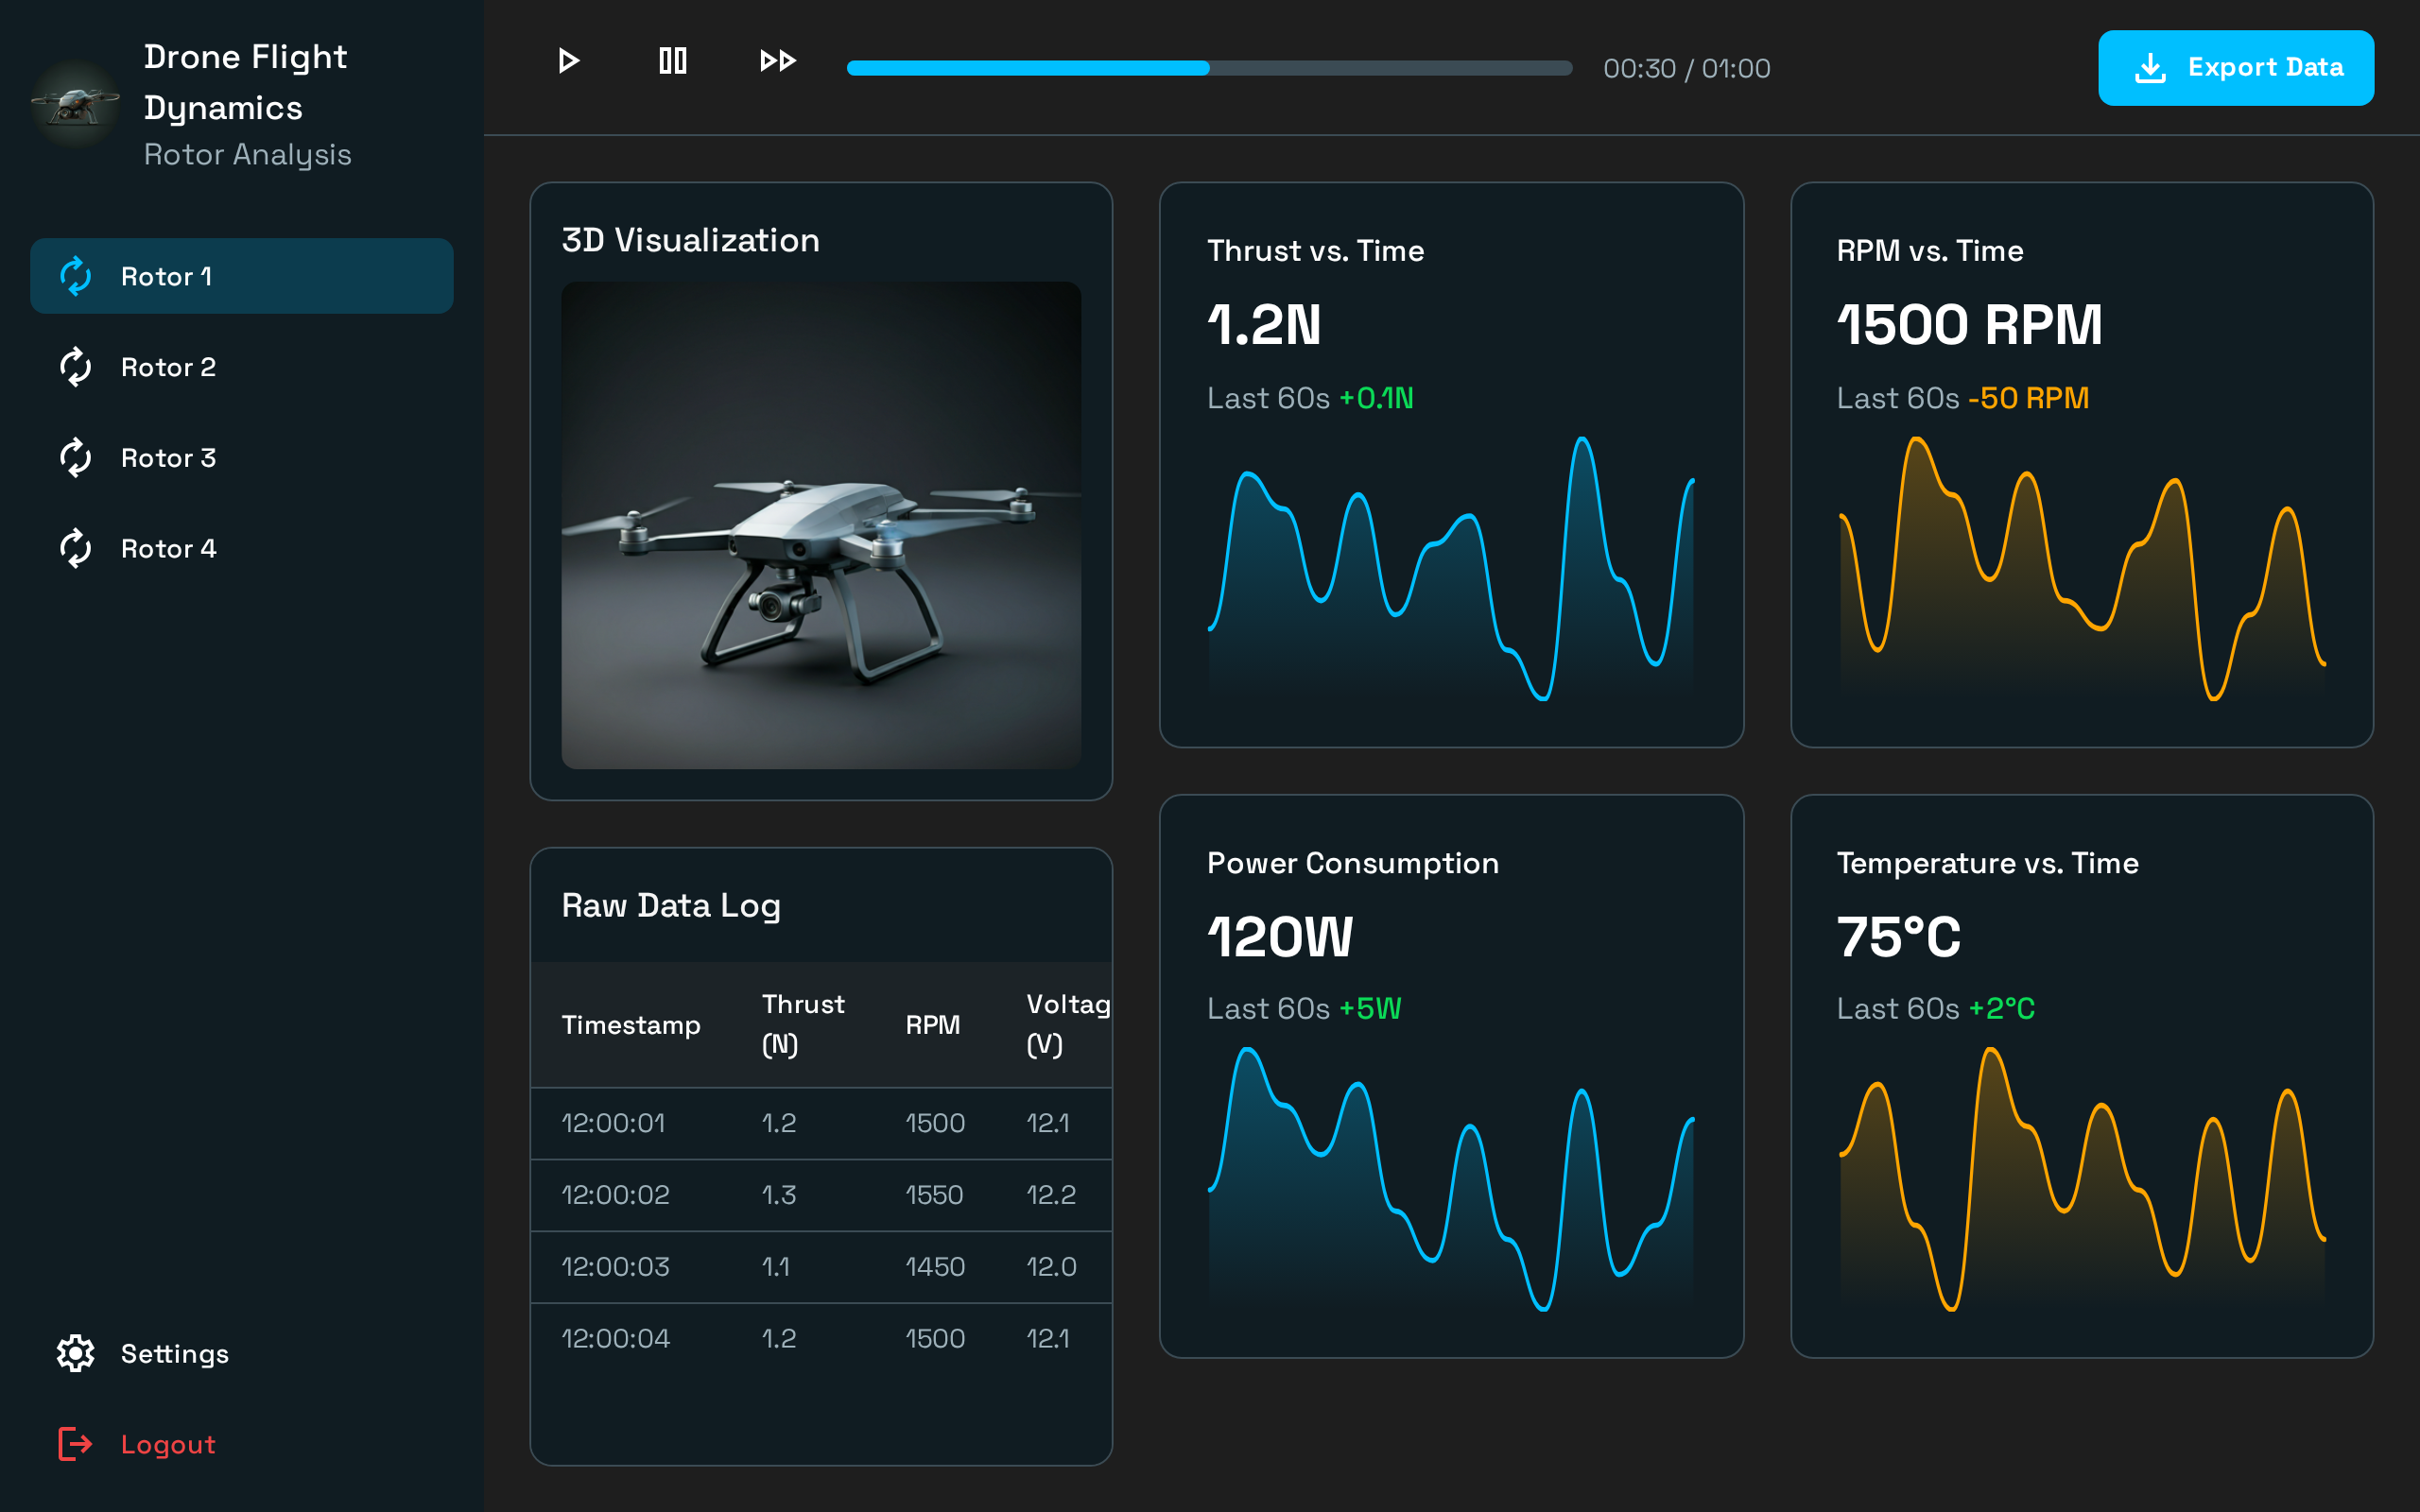 Drone Flight
Dynamics
Rotor Analysis
Rotor 1
Rotor 2
Rotor 3
Rotor 4
Settings
Logout
00:30 / 01:00
Export Data
3D Visualization
Thrust vs. Time
1.2N
Last 60s +0.1N
RPM vs. Time
1500 RPM
Last 60s -50 RPM
Raw Data Log
Timestamp Thrust (N) RPM Voltag (V)
12:00:01 1.2 1500 12.1
12:00:02 1.3 1550 12.2
12:00:03 1.1 1450 12.0
12:00:04 1.2 1500 12.1
Power Consumption
120W
Last 60s +5W
Temperature vs. Time
75°C
Last 60s +2°C